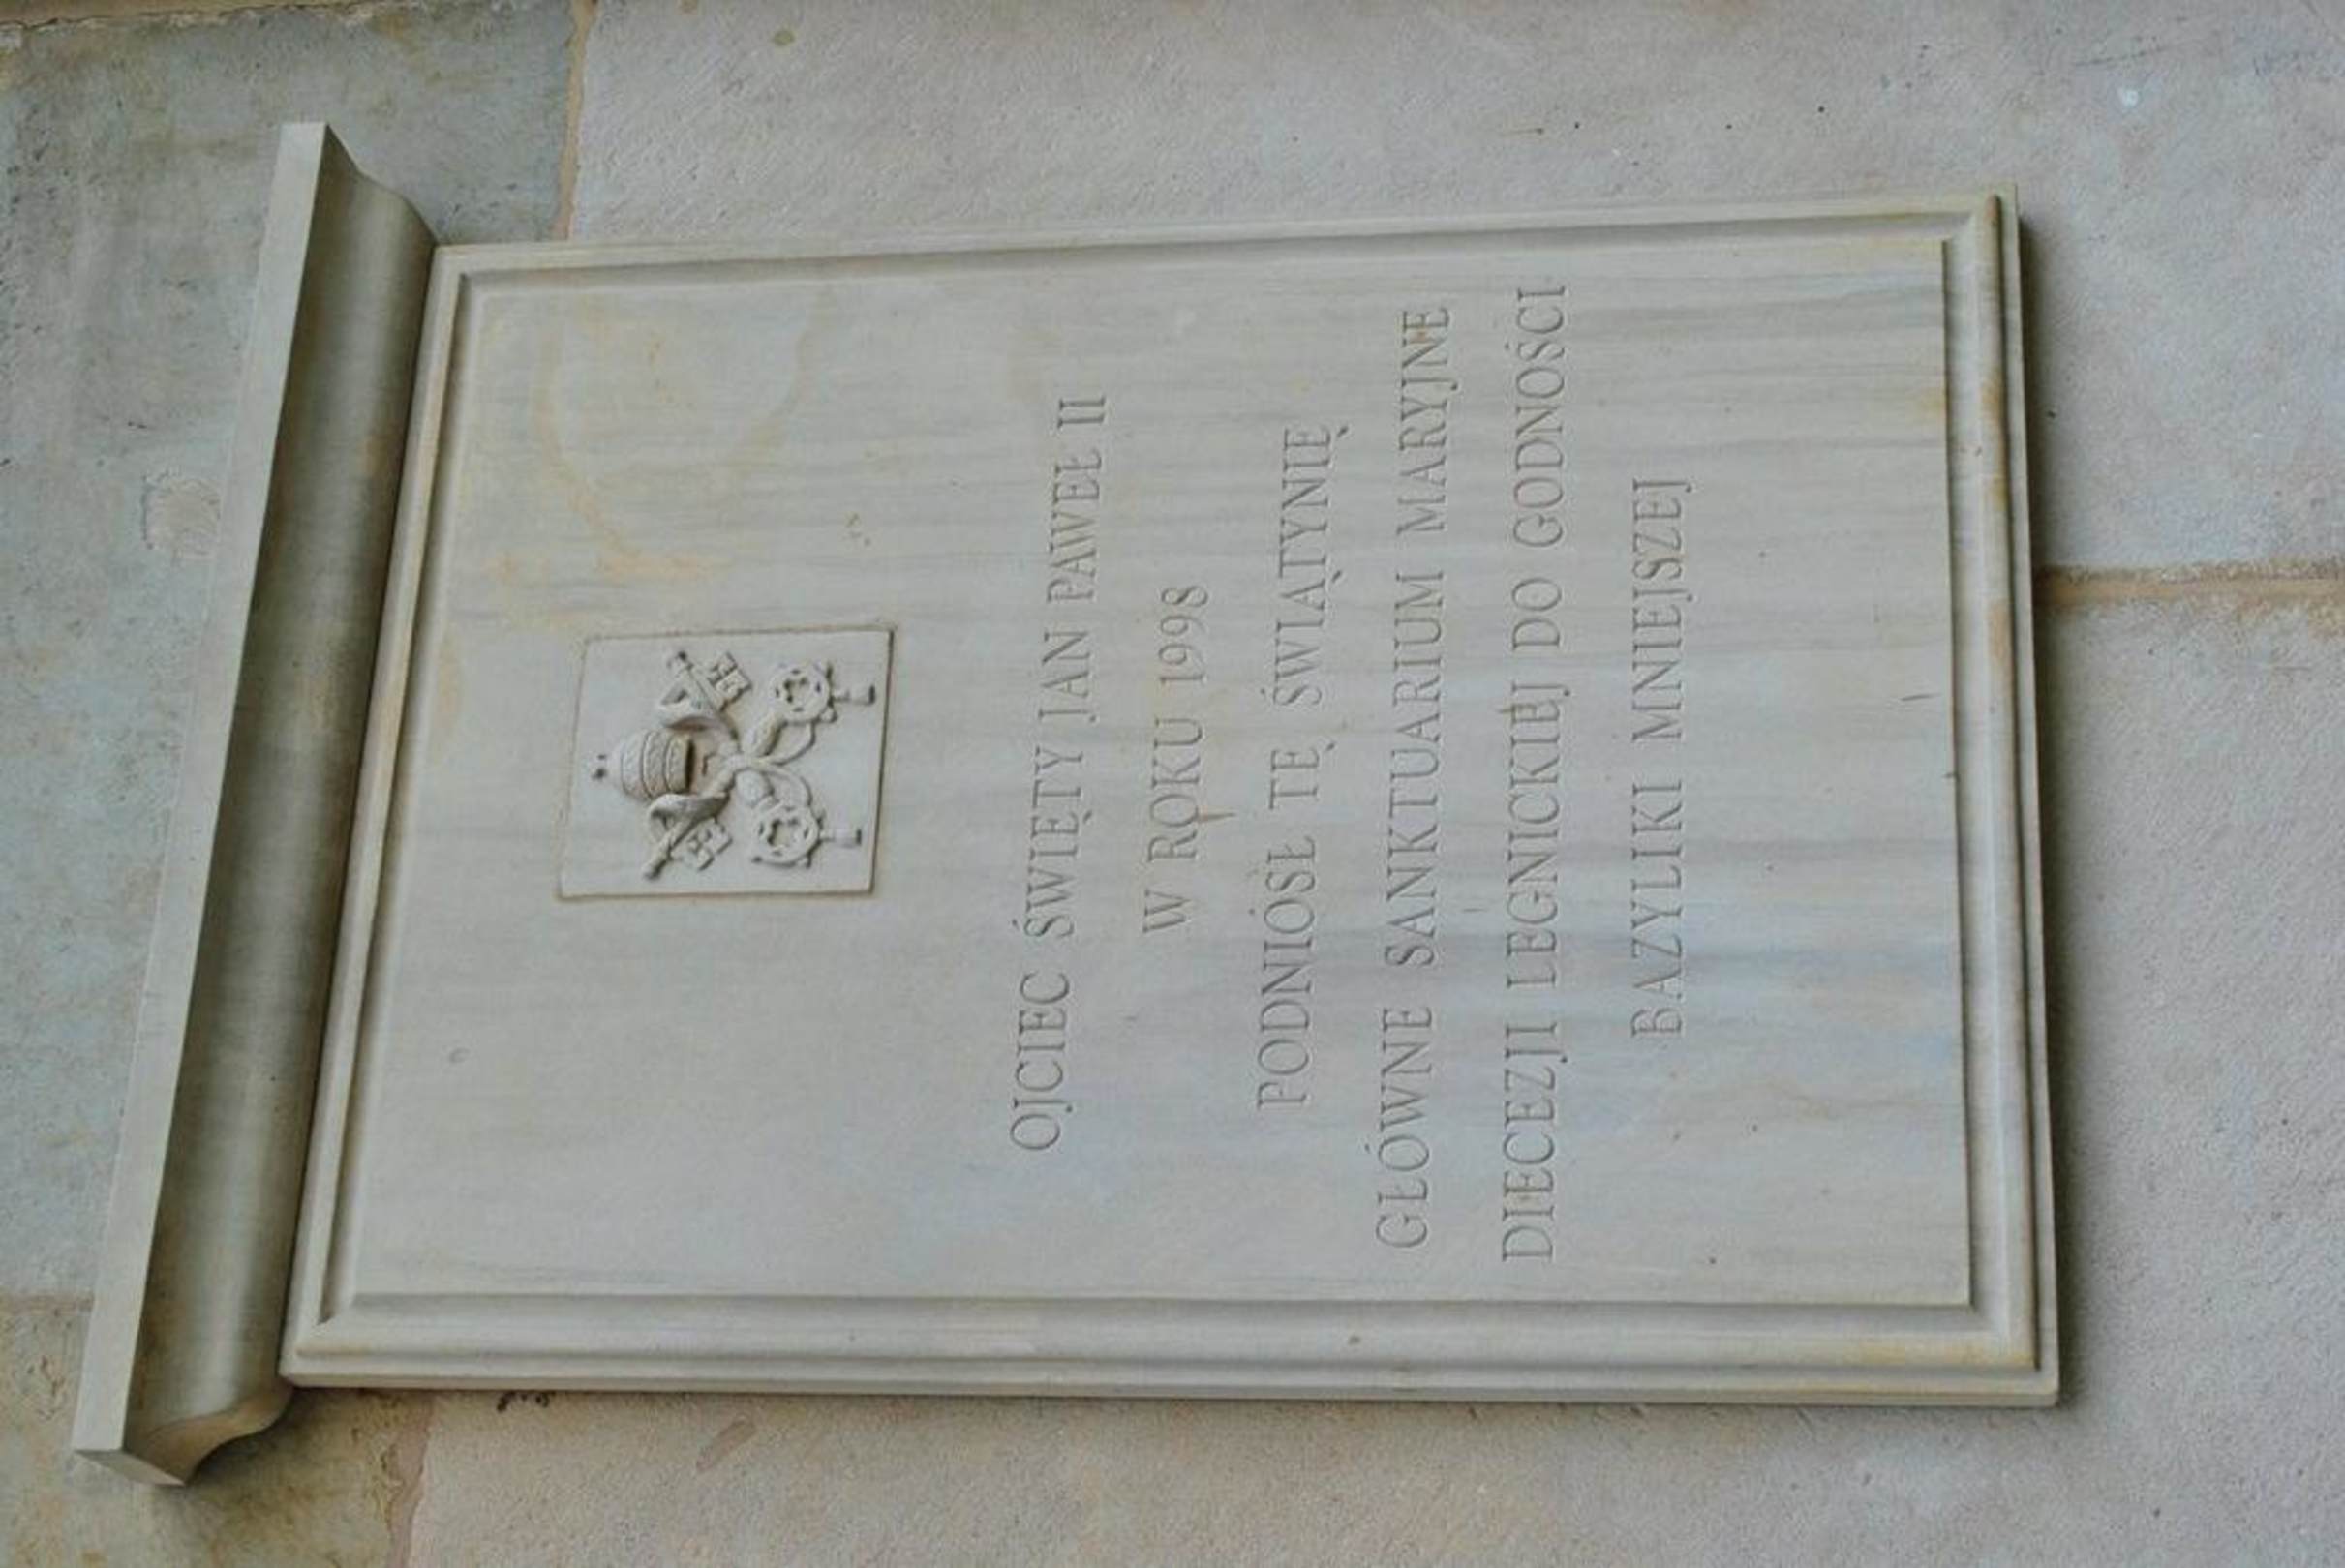 OJCIEC ŚWIĘTY JAN PAWEŁ II
W ROKU 1998
PODNIÓSŁ TĘ ŚWIĄTYNIĘ
GŁÓWNE SANKTUARIUM MARYJNE
DIECEZJI LEGNICKIEJ DO GODNOŚCI
BAZYLIKI MNIEJSZEJ